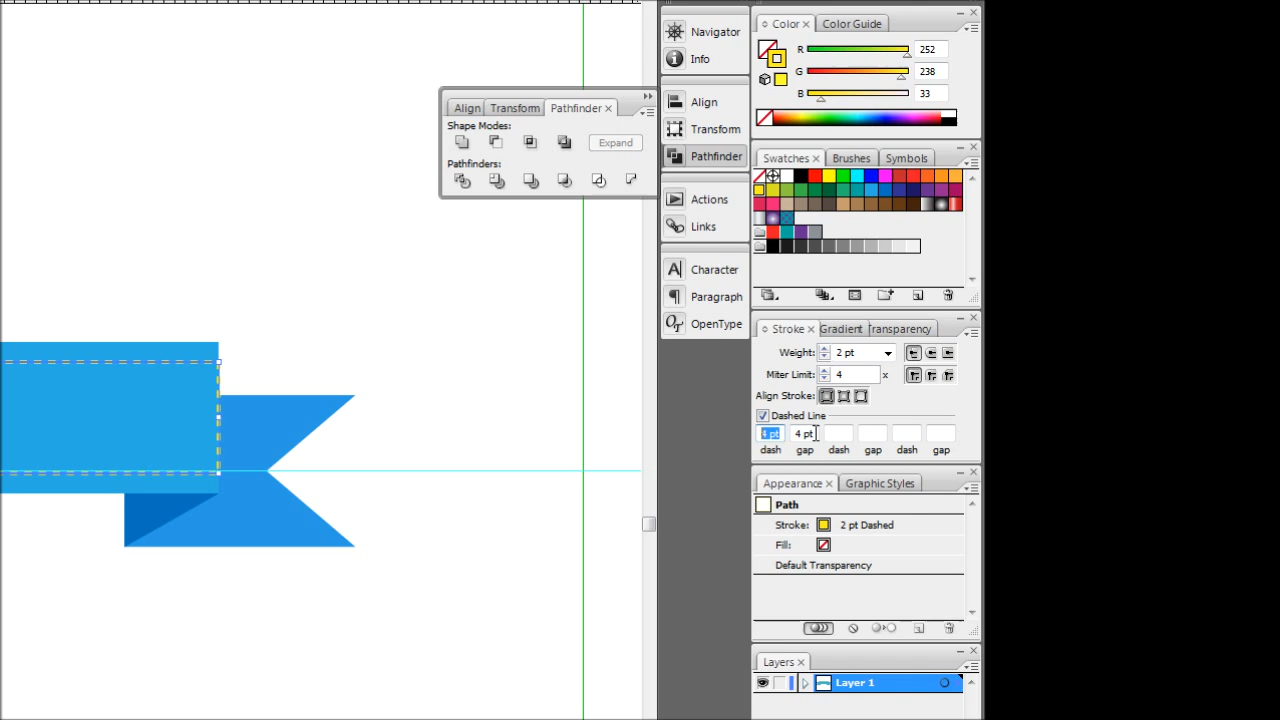 Navigator
Info
Align
Transform
Pathfinder
Actions
Links
Character
Paragraph
OpenType
Align Transform Pathfinder ×
Shape Modes:
Expand
Pathfinders:
Color × Color Guide
R 252
G 238
B 33
Swatches × Brushes Symbols
Stroke × Gradient Transparency
Weight: 2 pt
Miter Limit: 4 x
Align Stroke:
Dashed Line
4 pt 4 pt
dash gap dash gap dash gap
Appearance × Graphic Styles
Path
Stroke: 2 pt Dashed
Fill:
Default Transparency
Layers ×
Layer 1